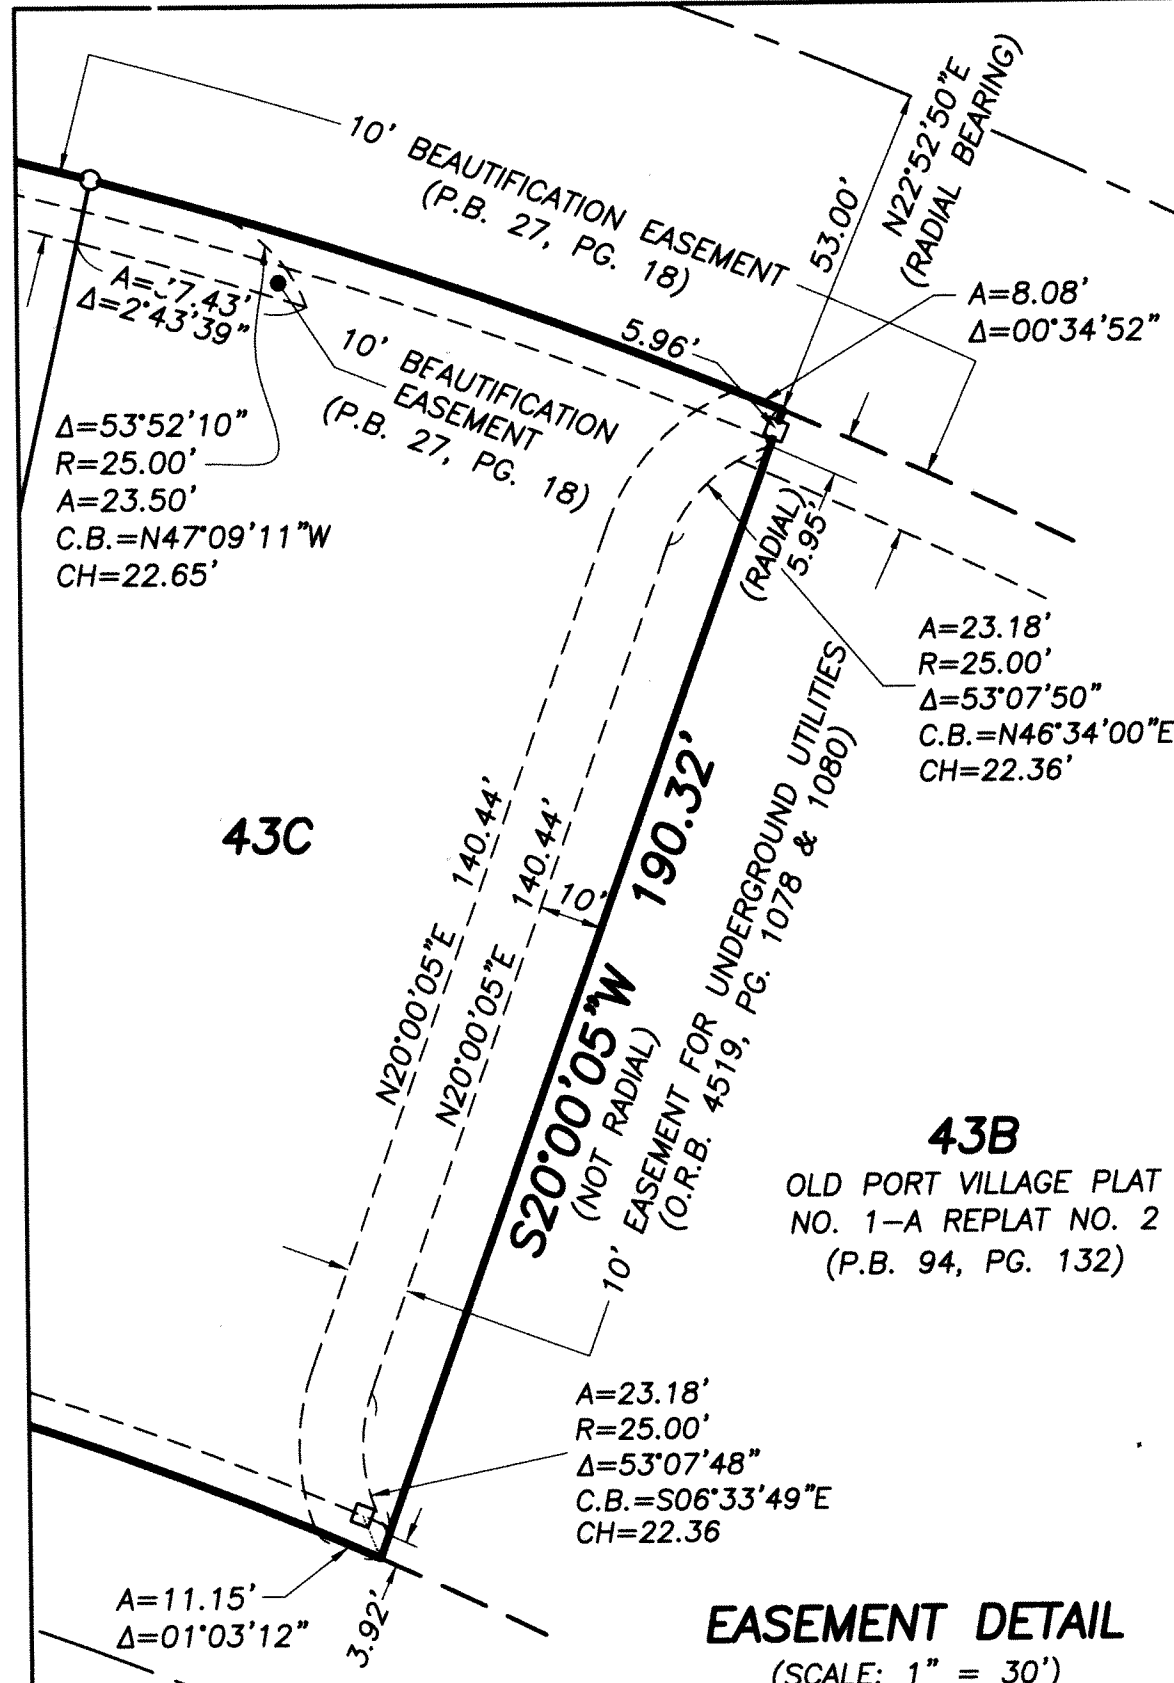 N22°52'50"E
(RADIAL BEARING)
53.00'
10' BEAUTIFICATION EASEMENT
(P.B. 27, PG. 18)
A=8.08'
Δ=00°34'52"
5.96'
7.43'
Δ=2°43'39"
10' BEAUTIFICATION
EASEMENT
(P.B. 27, PG. 18)
Δ=53°52'10"
R=25.00'
A=23.50'
C.B.=N47°09'11"W
CH=22.65'
(RADIAL)
5.95'
A=23.18'
R=25.00'
Δ=53°07'50"
C.B.=N46°34'00"E
CH=22.36'
43C
N20°00'05"E 140.44'
N20°00'05"E 140.44'
10'
S20°00'05"W 190.32'
(NOT RADIAL)
10' EASEMENT FOR UNDERGROUND UTILITIES
(O.R.B. 4519, PG. 1078 & 1080)
43B
OLD PORT VILLAGE PLAT
NO. 1-A REPLAT NO. 2
(P.B. 94, PG. 132)
A=23.18'
R=25.00'
Δ=53°07'48"
C.B.=S06°33'49"E
CH=22.36
A=11.15'
Δ=01°03'12"
3.92'
EASEMENT DETAIL
(SCALE: 1" = 30')